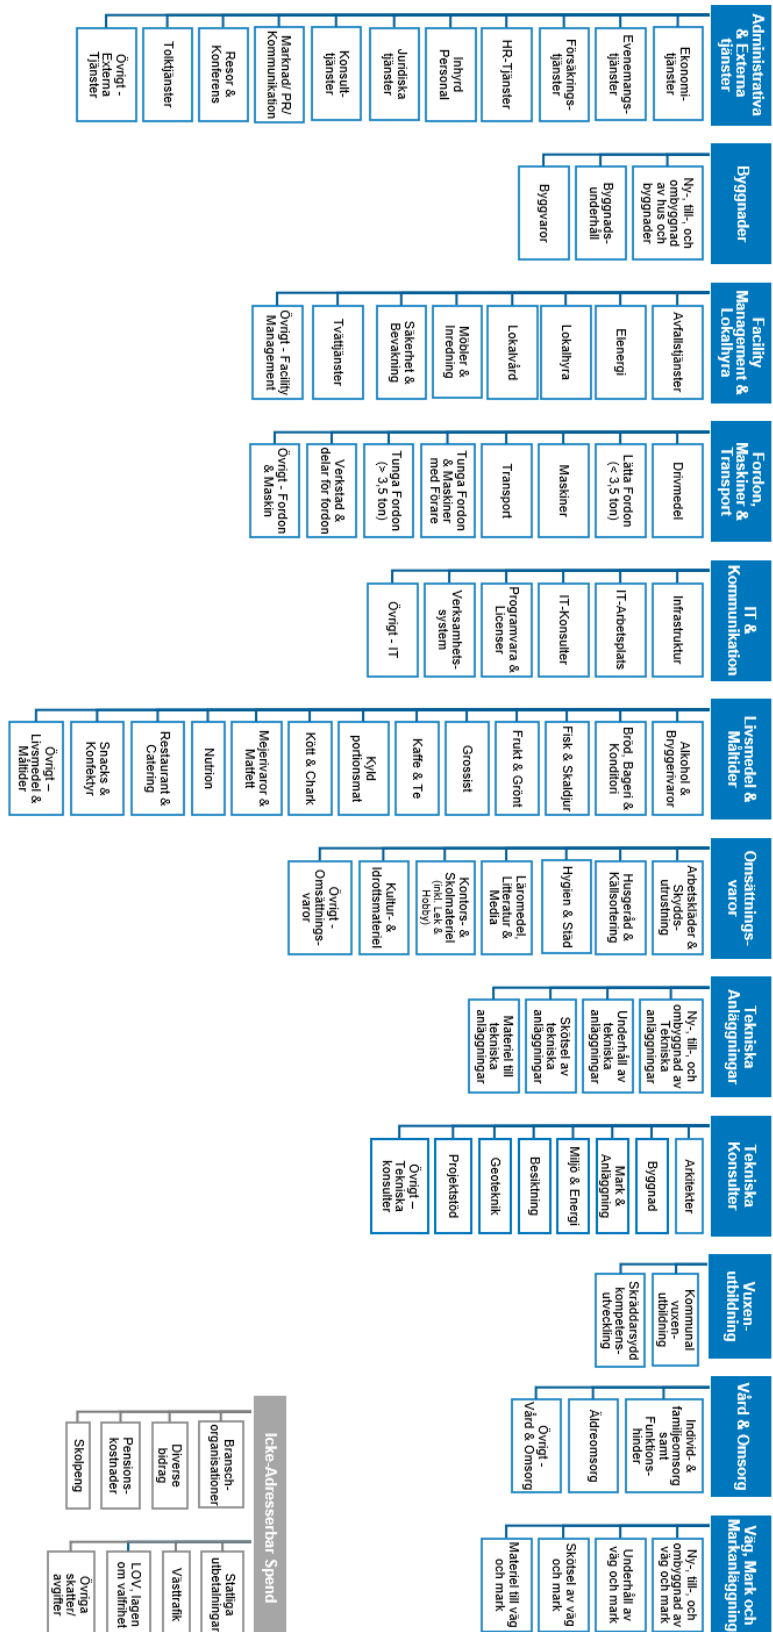 Administrativa
& Externa
tjänster
Ekonomi-
tjänster
Evenemangs-
tjänster
Försäkrings-
tjänster
HR-Tjänster
Inhyrd
Personal
Juridiska
tjänster
Konsult-
tjänster
Marknad/ PR/
Kommunikation
Resor &
Konferens
Tolktjänster
Övrigt -
Externa
Tjänster
Byggnader
Ny-, till-, och
ombyggnad
av hus och
byggnader
Byggnads-
underhåll
Byggvaror
Facility
Management &
Lokalhyra
Avfallstjänster
Elenergi
Lokalhyra
Lokalvård
Möbler &
Inredning
Säkerhet &
Bevakning
Tvättjänster
Övrigt - Facility
Management
Fordon,
Maskiner &
Transport
Drivmedel
Lätta Fordon
(< 3,5 ton)
Maskiner
Transport
Tunga Fordon
& Maskiner
med Förare
Tunga Fordon
(> 3,5 ton)
Verkstad &
delar för fordon
Övrigt - Fordon
& Maskin
IT &
Kommunikation
Infrastruktur
IT-Arbetsplats
IT-Konsulter
Programvara &
Licenser
Verksamhets-
system
Övrigt - IT
Livsmedel &
Måltider
Alkohol &
Bryggerivaror
Bröd, Bageri &
Konditori
Fisk & Skaldjur
Frukt & Grönt
Grossist
Kaffe & Te
Kyld
portionsmat
Kött & Chark
Mejerivaror &
Matfett
Nutrion
Restaurant &
Catering
Snacks &
Konfektyr
Övrigt –
Livsmedel &
Måltider
Omsättnings-
varor
Arbetskläder &
Skydds-
utrustning
Husgeråd &
Källsortering
Hygien & Städ
Läromedel,
Litteratur &
Media
Kontors- &
Skolmateriel
(inkl. Lek &
Hobby)
Kultur- &
Idrottsmateriel
Övrigt -
Omsättnings-
varor
Tekniska
Anläggningar
Ny-, till-, och
ombyggnad av
Tekniska
anläggningar
Underhåll av
tekniska
anläggningar
Skötsel av
tekniska
anläggningar
Materiel till
tekniska
anläggningar
Tekniska
Konsulter
Arkitekter
Byggnad
Mark &
Anläggning
Miljö & Energi
Besiktning
Geoteknik
Projektstöd
Övrigt –
Tekniska
konsulter
Vuxen-
utbildning
Kommunal
vuxen-
utbildning
Skräddarsydd
kompetens-
utveckling
Vård & Omsorg
Individ- &
familjeomsorg
samt
Funktions-
hinder
Äldreomsorg
Övrigt -
Vård & Omsorg
Väg, Mark och
Markanläggning
Ny-, till-, och
ombyggnad av
väg och mark
Underhåll av
väg och mark
Skötsel av väg
och mark
Materiel till väg
och mark
Icke-Adresserbar Spend
Bransch-
organisationer
Diverse
bidrag
Pensions-
kostnader
Skolpeng
Statliga
utbetalningar
Västtrafik
LOV, lagen
om valfrihet
Övriga
skatter/
avgifter